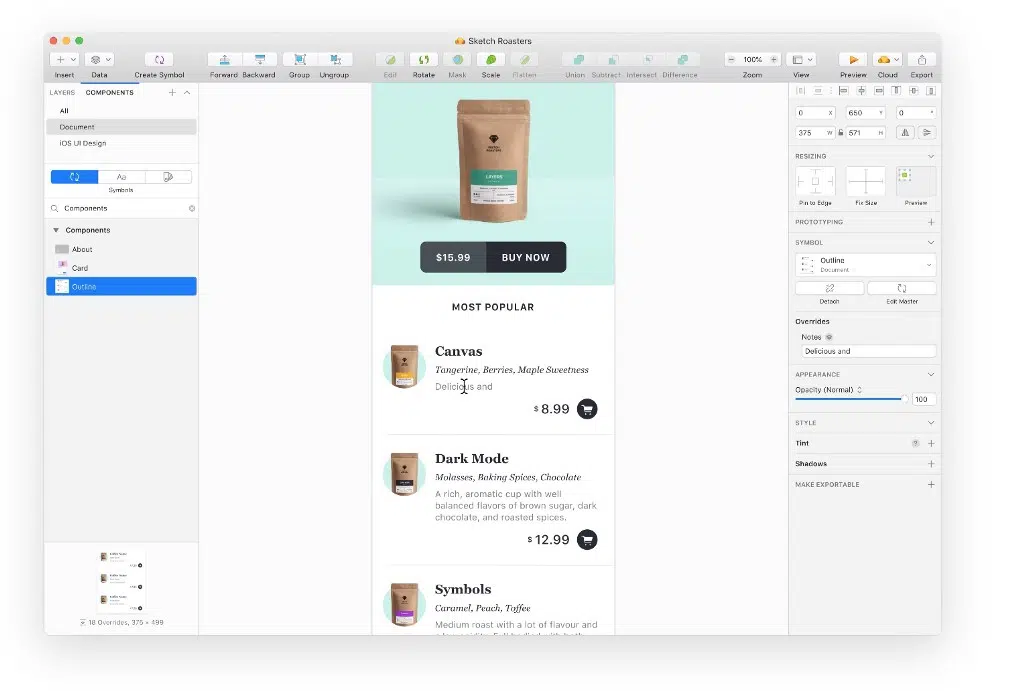 Sketch Roasters
Insert Data Create Symbol Forward Backward Group Ungroup Edit Rotate Mask Scale Flatten Union Subtract Intersect Difference 100% Zoom View Preview Cloud Export
LAYERS COMPONENTS
All
Document
iOS UI Design
Aa
Symbols
Components
Components
About
Card
Outline
18 Overrides, 375 × 499
LAYERS
$15.99 BUY NOW
MOST POPULAR
Canvas
Tangerine, Berries, Maple Sweetness
Delicious and
$ 8.99
Dark Mode
Molasses, Baking Spices, Chocolate
A rich, aromatic cup with well
balanced flavors of brown sugar, dark
chocolate, and roasted spices.
$ 12.99
Symbols
Caramel, Peach, Toffee
Medium roast with a lot of flavour and
0 X 650 Y 0 °
375 W 571 H
RESIZING
Pin to Edge Fix Size Preview
PROTOTYPING
SYMBOL
Outline
Document
Detach Edit Master
Overrides
Notes
Delicious and
APPEARANCE
Opacity (Normal)
100
STYLE
Tint ?
Shadows
MAKE EXPORTABLE